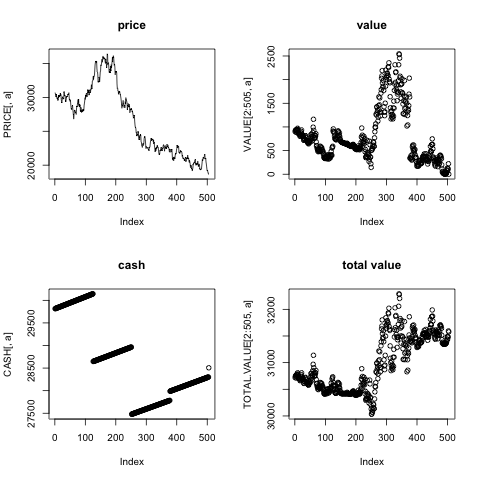 price
PRICE[, a]
20000 30000
0 100 200 300 400 500
Index
value
VALUE[2:505, a]
0 500 1500 2500
0 100 200 300 400 500
Index
cash
CASH[, a]
27500 28500 29500
0 100 200 300 400 500
Index
total value
TOTAL.VALUE[2:505, a]
30000 31000 32000
0 100 200 300 400 500
Index